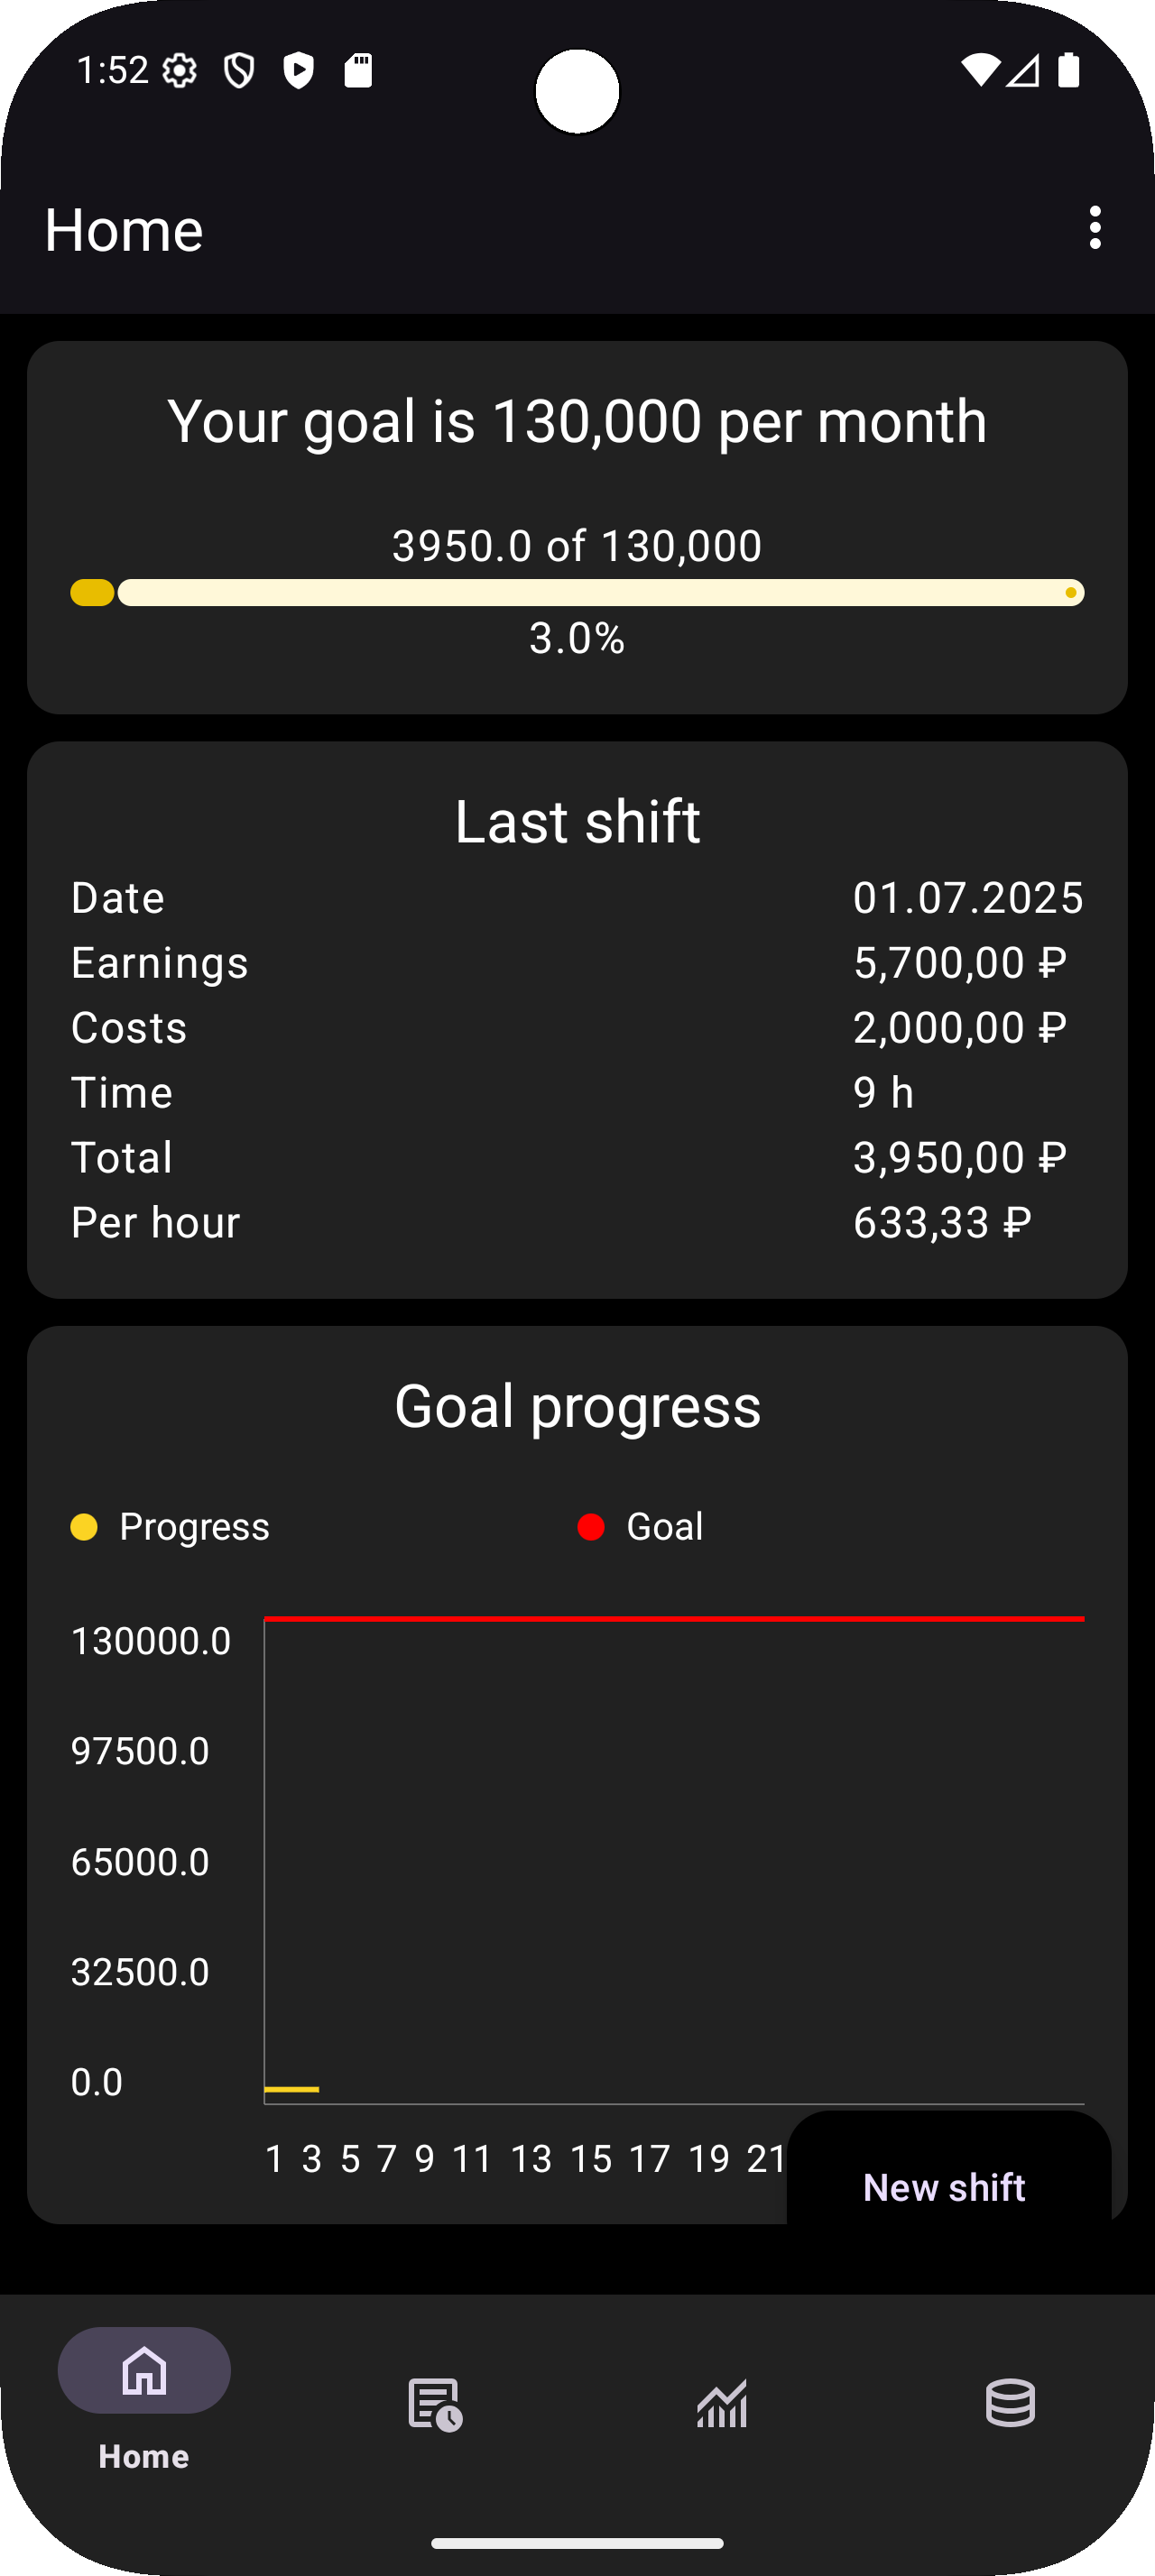 1:52
Home
Your goal is 130,000 per month
3950.0 of 130,000
3.0%
Last shift
Date 01.07.2025
Earnings 5,700,00 ₽
Costs 2,000,00 ₽
Time 9 h
Total 3,950,00 ₽
Per hour 633,33 ₽
Goal progress
Progress Goal
130000.0
97500.0
65000.0
32500.0
0.0
1 3 5 7 9 11 13 15 17 19 21
New shift
Home